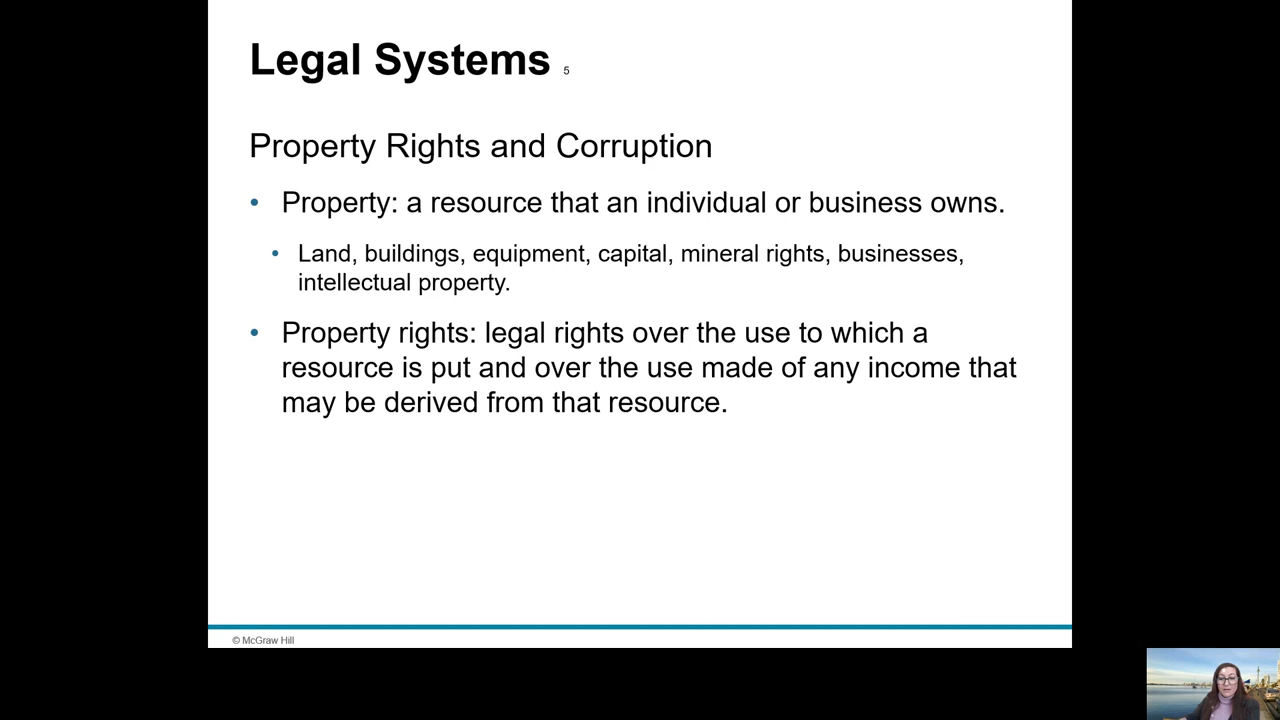 Legal Systems 5
Property Rights and Corruption
• Property: a resource that an individual or business owns.
• Land, buildings, equipment, capital, mineral rights, businesses,
intellectual property.
• Property rights: legal rights over the use to which a
resource is put and over the use made of any income that
may be derived from that resource.
© McGraw Hill